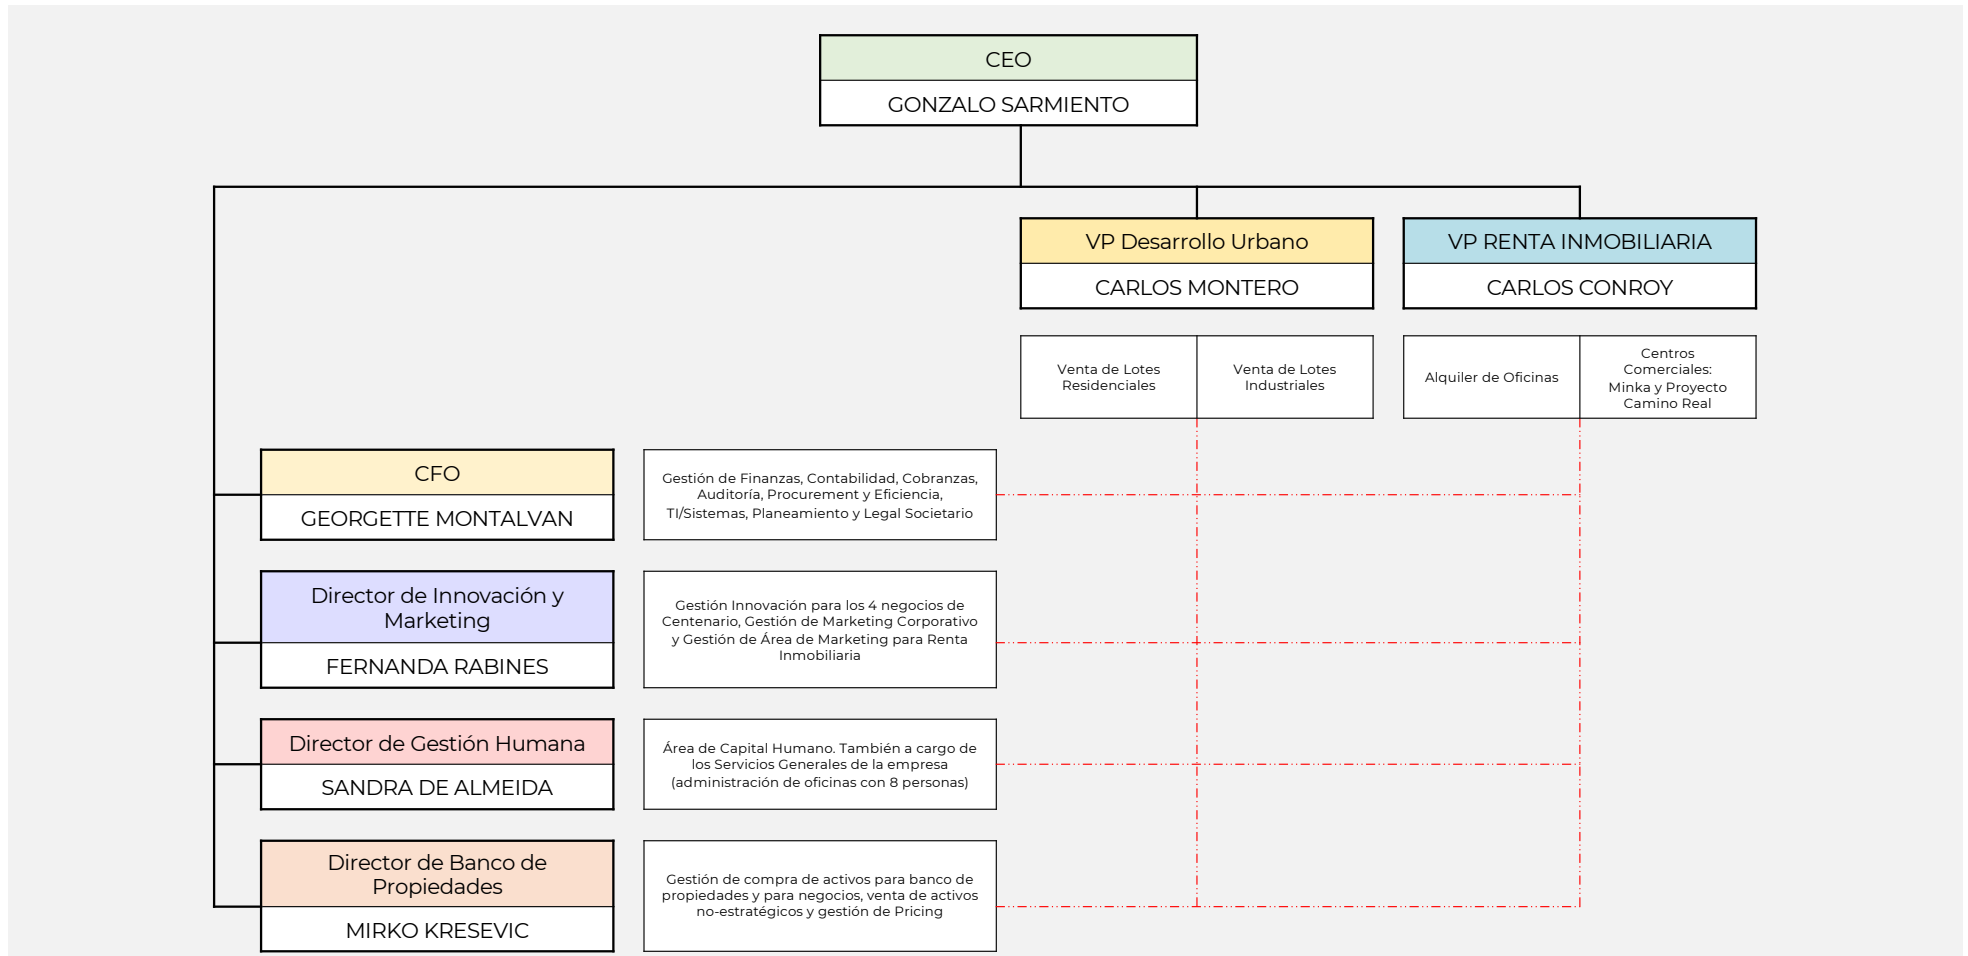 CEO
GONZALO SARMIENTO
VP Desarrollo Urbano
CARLOS MONTERO
VP RENTA INMOBILIARIA
CARLOS CONROY
Venta de Lotes
Residenciales
Venta de Lotes
Industriales
Alquiler de Oficinas
Centros
Comerciales:
Minka y Proyecto
Camino Real
CFO
GEORGETTE MONTALVAN
Gestión de Finanzas, Contabilidad, Cobranzas,
Auditoría, Procurement y Eficiencia,
TI/Sistemas, Planeamiento y Legal Societario
Director de Innovación y
Marketing
FERNANDA RABINES
Gestión Innovación para los 4 negocios de
Centenario, Gestión de Marketing Corporativo
y Gestión de Área de Marketing para Renta
Inmobiliaria
Director de Gestión Humana
SANDRA DE ALMEIDA
Área de Capital Humano. También a cargo de
los Servicios Generales de la empresa
(administración de oficinas con 8 personas)
Director de Banco de
Propiedades
MIRKO KRESEVIC
Gestión de compra de activos para banco de
propiedades y para negocios, venta de activos
no-estratégicos y gestión de Pricing